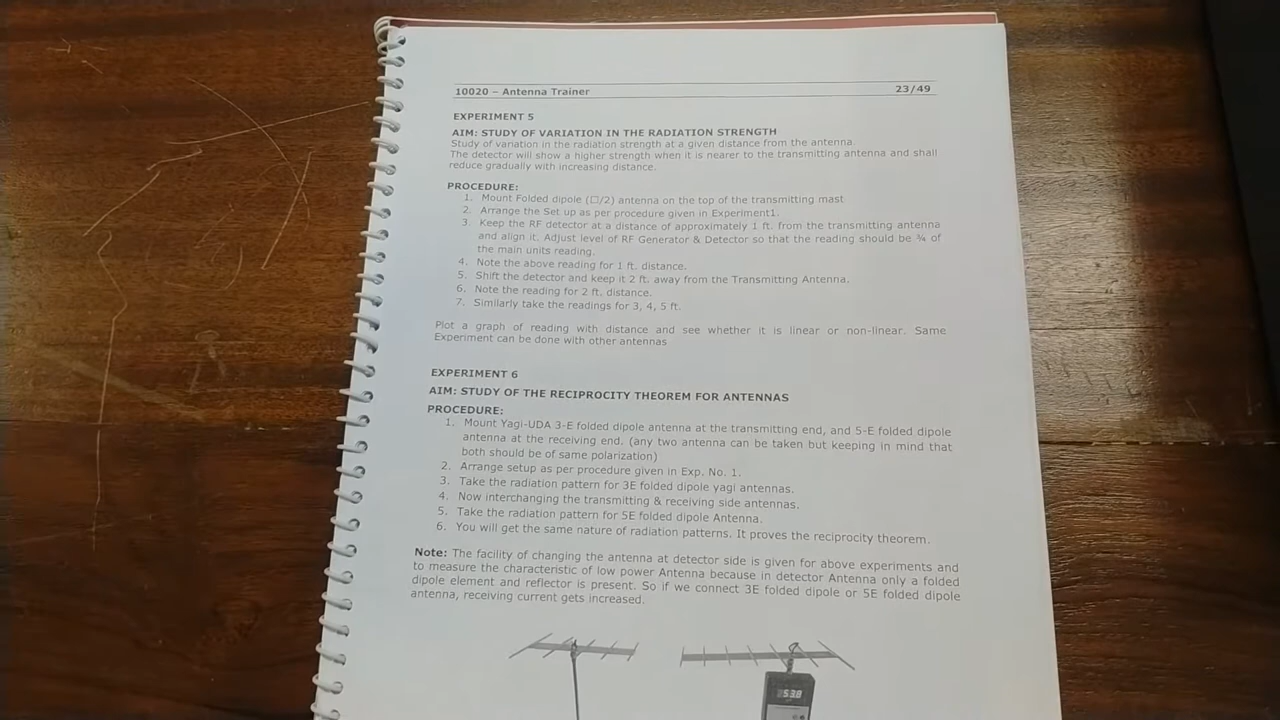 10020 – Antenna Trainer 23/49
EXPERIMENT 5
AIM: STUDY OF VARIATION IN THE RADIATION STRENGTH
Study of variation in the radiation strength at a given distance from the antenna
The detector will show a higher strength when it is nearer to the transmitting antenna and shall
reduce gradually with increasing distance.
PROCEDURE:
1. Mount Folded dipole (□/2) antenna on the top of the transmitting mast
2. Arrange the Set up as per procedure given in Experiment1.
3. Keep the RF detector at a distance of approximately 1 ft. from the transmitting antenna
and align it. Adjust level of RF Generator & Detector so that the reading should be ¾ of
the main units reading.
4. Note the above reading for 1 ft. distance.
5. Shift the detector and keep it 2 ft. away from the Transmitting Antenna.
6. Note the reading for 2 ft. distance.
7. Similarly take the readings for 3, 4, 5 ft.
Plot a graph of reading with distance and see whether it is linear or non-linear. Same
Experiment can be done with other antennas
EXPERIMENT 6
AIM: STUDY OF THE RECIPROCITY THEOREM FOR ANTENNAS
PROCEDURE:
1. Mount Yagi-UDA 3-E folded dipole antenna at the transmitting end, and 5-E folded dipole
antenna at the receiving end. (any two antenna can be taken but keeping in mind that
both should be of same polarization)
2. Arrange setup as per procedure given in Exp. No. 1.
3. Take the radiation pattern for 3E folded dipole yagi antennas.
4. Now interchanging the transmitting & receiving side antennas.
5. Take the radiation pattern for 5E folded dipole Antenna.
6. You will get the same nature of radiation patterns. It proves the reciprocity theorem.
Note: The facility of changing the antenna at detector side is given for above experiments and
to measure the characteristic of low power Antenna because in detector Antenna only a folded
dipole element and reflector is present. So if we connect 3E folded dipole or 5E folded dipole
antenna, receiving current gets increased.